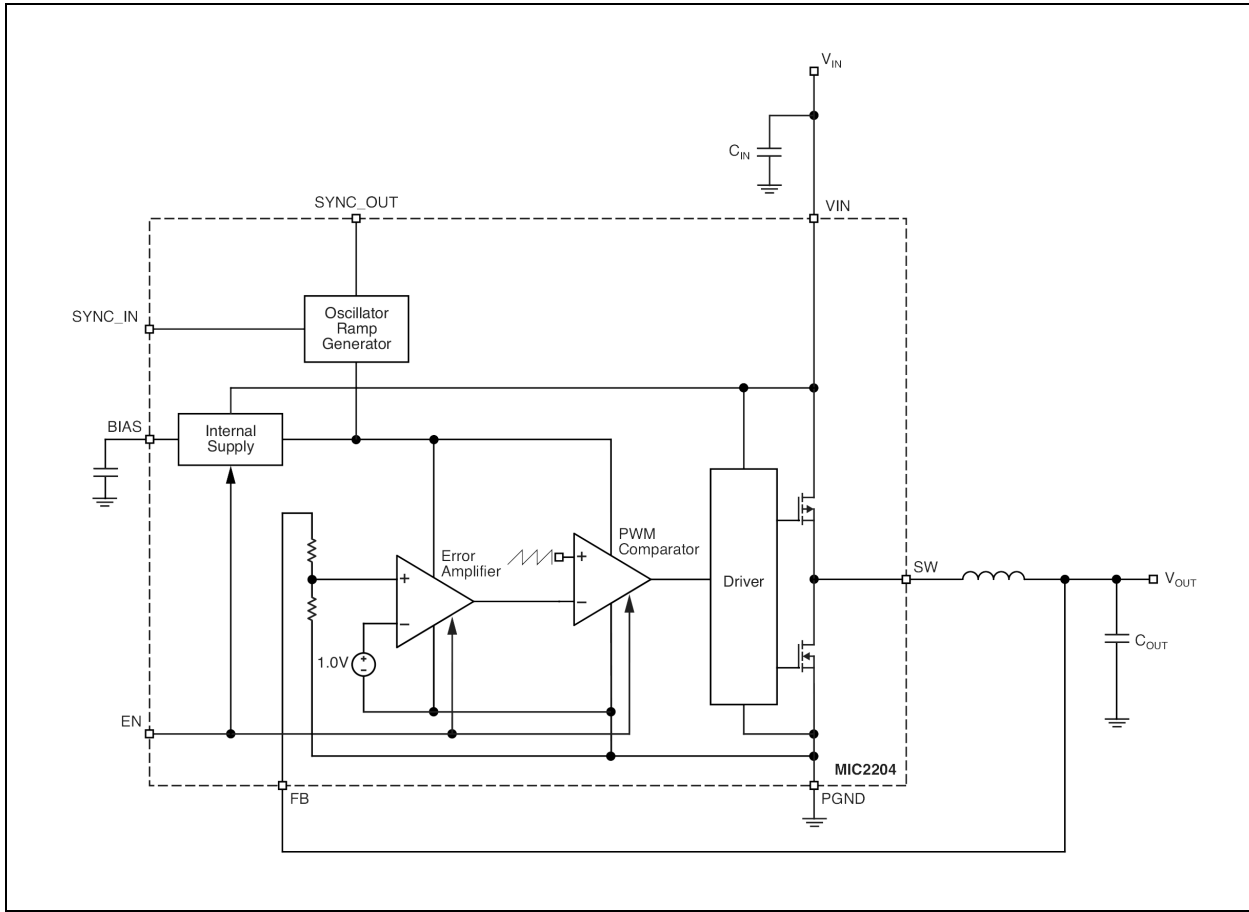 V_IN
C_IN
SYNC_OUT
VIN
SYNC_IN
Oscillator
Ramp
Generator
BIAS
Internal
Supply
PWM
Comparator
Error
Amplifier
+
+
Driver
SW
V_OUT
−
−
1.0V
+
−
C_OUT
EN
MIC2204
FB
PGND